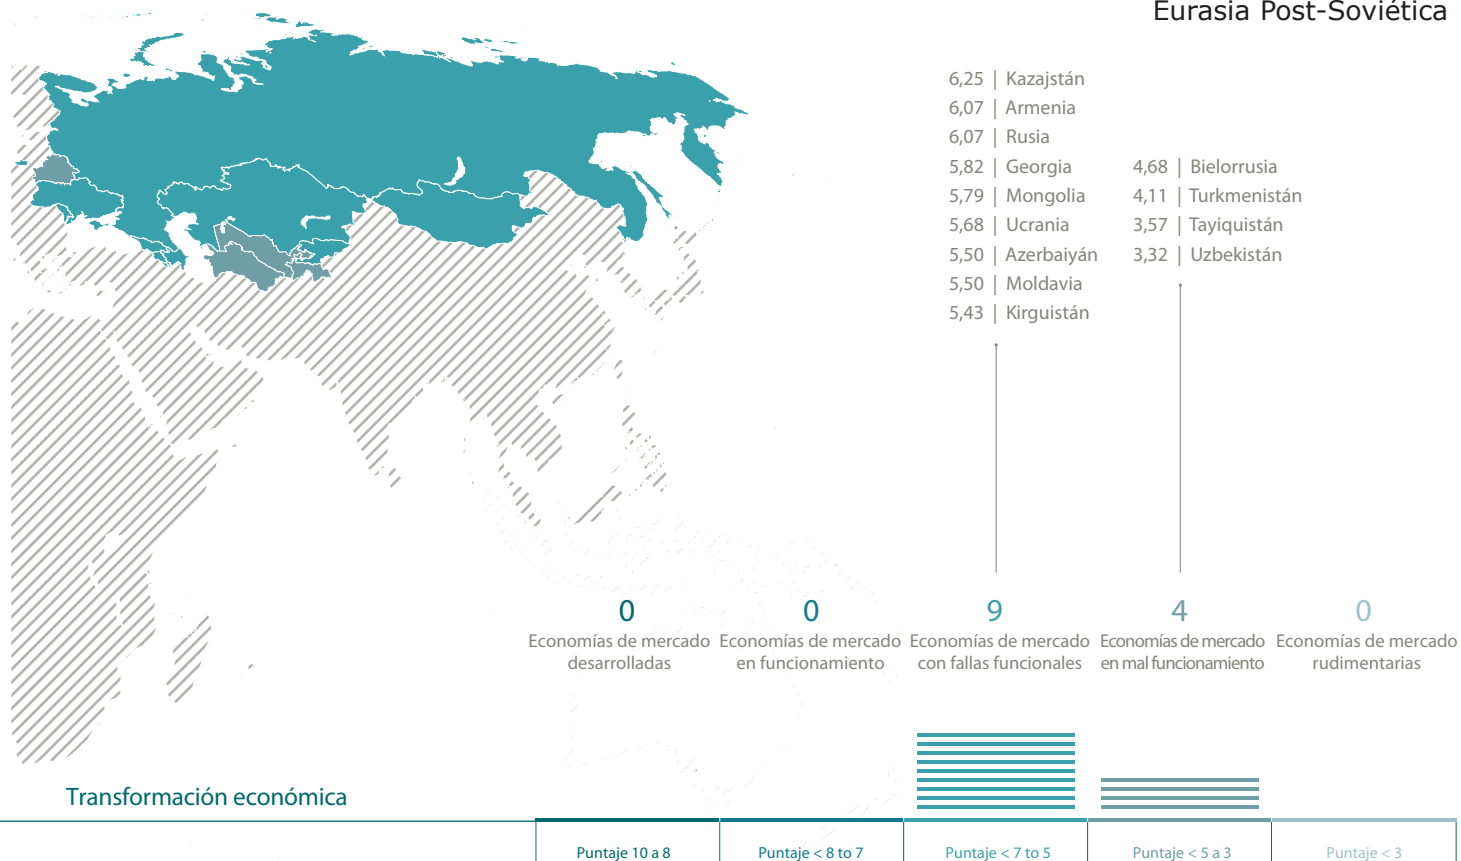 Eurasia Post-Soviética
6,25 | Kazajstán
6,07 | Armenia
6,07 | Rusia
5,82 | Georgia
5,79 | Mongolia
5,68 | Ucrania
5,50 | Azerbaiyán
5,50 | Moldavia
5,43 | Kirguistán
4,68 | Bielorrusia
4,11 | Turkmenistán
3,57 | Tayiquistán
3,32 | Uzbekistán
0
Economías de mercado
desarrolladas
0
Economías de mercado
en funcionamiento
9
Economías de mercado
con fallas funcionales
4
Economías de mercado
en mal funcionamiento
0
Economías de mercado
rudimentarias
Transformación económica
Puntaje 10 a 8
Puntaje < 8 to 7
Puntaje < 7 to 5
Puntaje < 5 a 3
Puntaje < 3